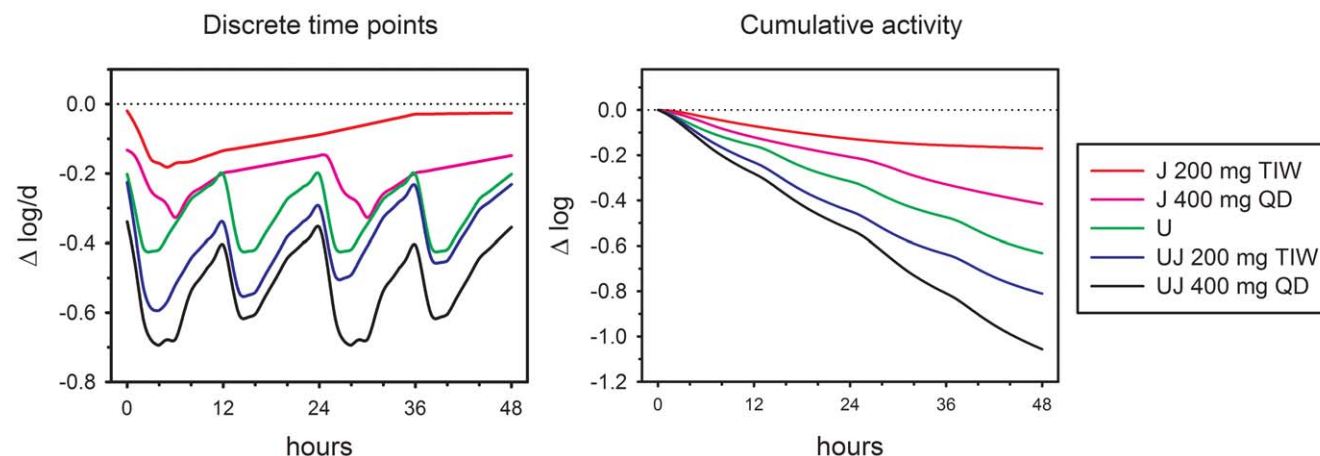 Discrete time points
Cumulative activity
Δ log/d
0.0
-0.2
-0.4
-0.6
-0.8
0 12 24 36 48
hours
Δ log
0.0
-0.2
-0.4
-0.6
-0.8
-1.0
-1.2
0 12 24 36 48
hours
J 200 mg TIW
J 400 mg QD
U
UJ 200 mg TIW
UJ 400 mg QD